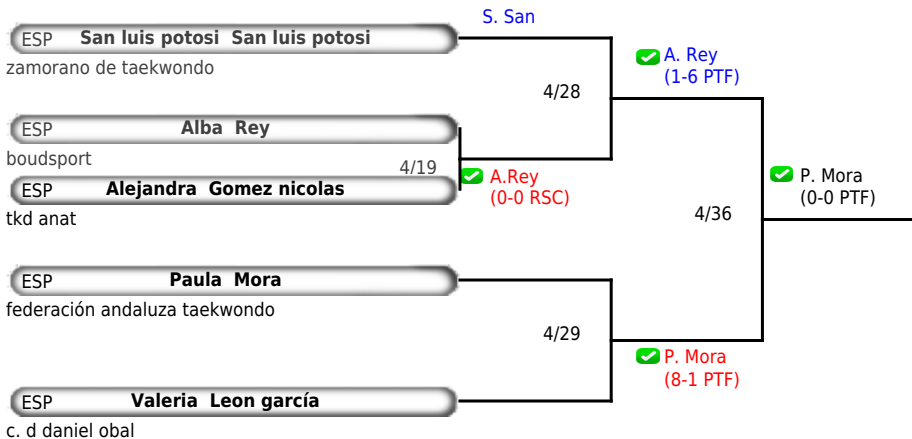 S. San
ESP San luis potosi San luis potosi
zamorano de taekwondo
A. Rey
(1-6 PTF)
4/28
ESP Alba Rey
boudsport
4/19
ESP Alejandra Gomez nicolas
tkd anat
A.Rey
(0-0 RSC)
P. Mora
(0-0 PTF)
4/36
ESP Paula Mora
federación andaluza taekwondo
4/29
P. Mora
(8-1 PTF)
ESP Valeria Leon garcía
c. d daniel obal